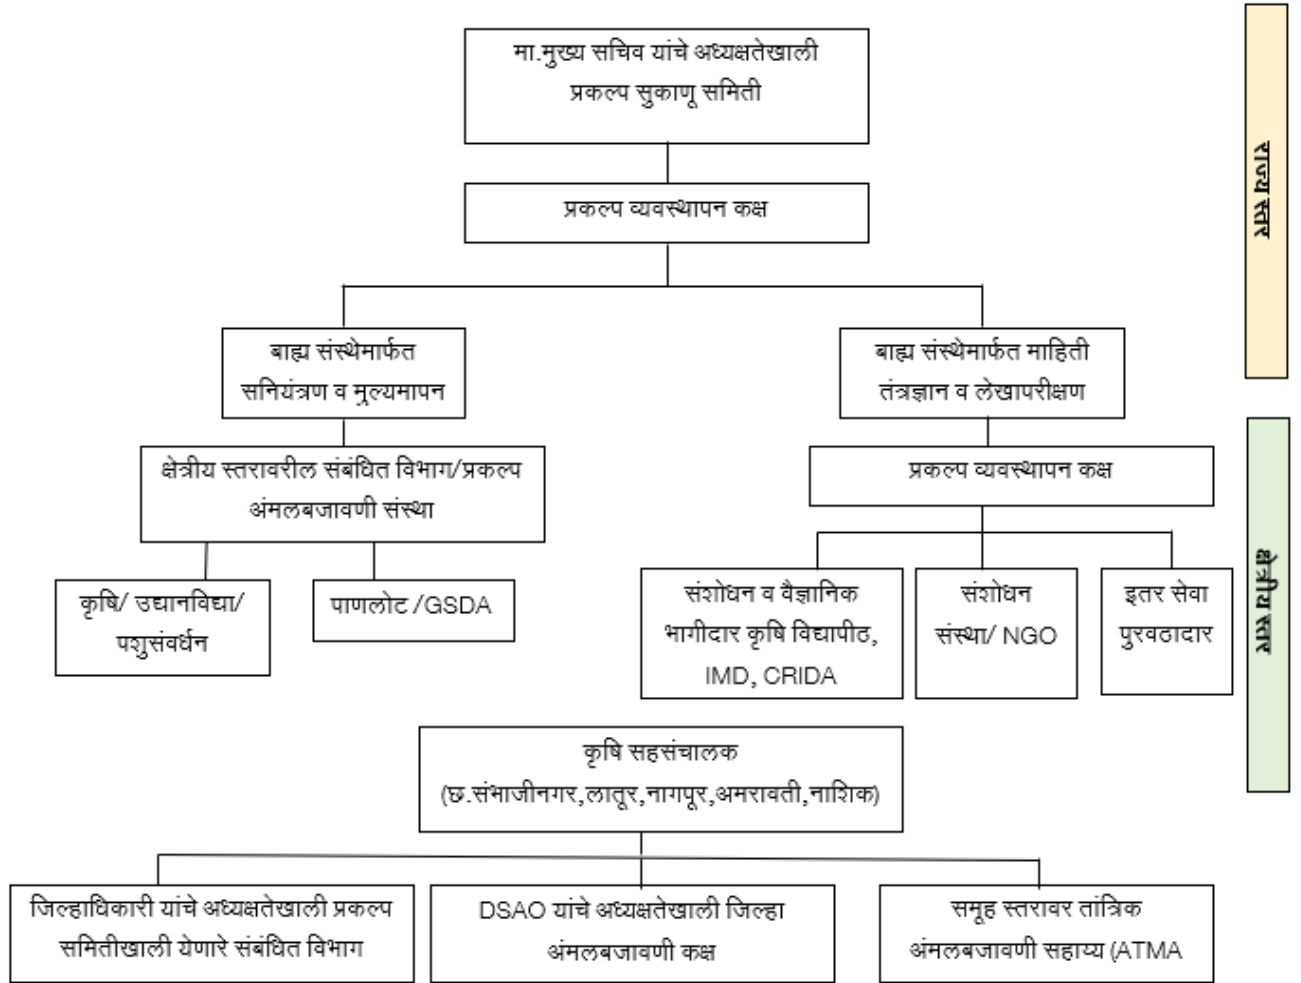 मा.मुख्य सचिव यांचे अध्यक्षतेखाली
प्रकल्प सुकाणू समिती
राज्य स्तर
प्रकल्प व्यवस्थापन कक्ष
बाह्य संस्थेमार्फत
सनियंत्रण व मुल्यमापन
बाह्य संस्थेमार्फत माहिती
तंत्रज्ञान व लेखापरीक्षण
क्षेत्रीय स्तरावरील संबंधित विभाग/प्रकल्प
अंमलबजावणी संस्था
प्रकल्प व्यवस्थापन कक्ष
क्षेत्रीय स्तर
कृषि/ उद्यानविद्या/
पशुसंवर्धन
पाणलोट /GSDA
संशोधन व वैज्ञानिक
भागीदार कृषि विद्यापीठ,
IMD, CRIDA
संशोधन
संस्था/ NGO
इतर सेवा
पुरवठादार
कृषि सहसंचालक
(छ.संभाजीनगर,लातूर,नागपूर,अमरावती,नाशिक)
जिल्हाधिकारी यांचे अध्यक्षतेखाली प्रकल्प
समितीखाली येणारे संबंधित विभाग
DSAO यांचे अध्यक्षतेखाली जिल्हा
अंमलबजावणी कक्ष
समूह स्तरावर तांत्रिक
अंमलबजावणी सहाय्य (ATMA